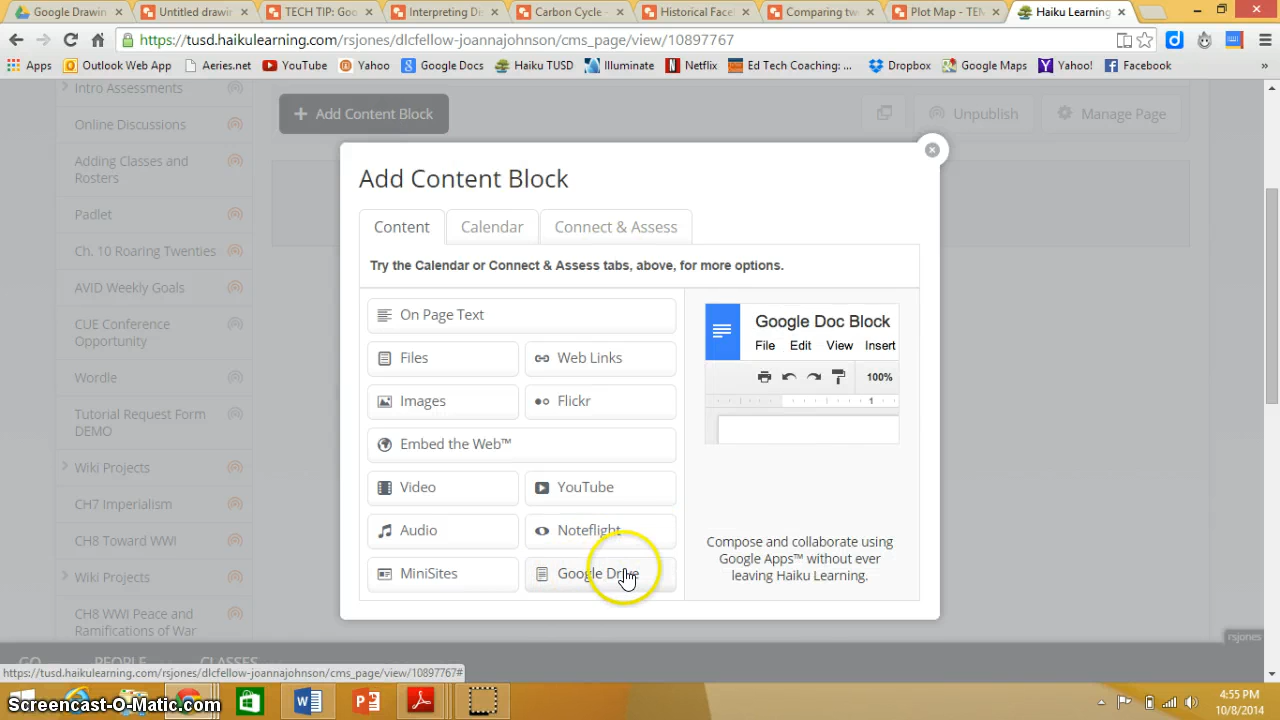 Google Drawin
Untitled drawin
TECH TIP: Goo
Interpreting Di
Carbon Cycle -
Historical Facel
Comparing tw
Plot Map - TEM
Haiku Learning
https://tusd.haikulearning.com/rsjones/dlcfellow-joannajohnson/cms_page/view/10897767
Apps
Outlook Web App
Aeries.net
YouTube
Yahoo
Google Docs
Haiku TUSD
Illuminate
Netflix
Ed Tech Coaching: ...
Dropbox
Google Maps
Yahoo!
Facebook
»
Intro Assessments
Online Discussions
Adding Classes and
Rosters
Padlet
Ch. 10 Roaring Twenties
AVID Weekly Goals
CUE Conference
Opportunity
Wordle
Tutorial Request Form
DEMO
Wiki Projects
CH7 Imperialism
CH8 Toward WWI
Wiki Projects
CH8 WWI Peace and
Ramifications of War
+ Add Content Block
Unpublish
Manage Page
Add Content Block
Content
Calendar
Connect & Assess
Try the Calendar or Connect & Assess tabs, above, for more options.
On Page Text
Files
Web Links
Images
Flickr
Embed the Web™
Video
YouTube
Audio
Noteflight
MiniSites
Google Drive
Google Doc Block
File Edit View Insert
100%
1
Compose and collaborate using
Google Apps™ without ever
leaving Haiku Learning.
rsjones
GO PEOPLE CLASSES
https://tusd.haikulearning.com/rsjones/dlcfellow-joannajohnson/cms_page/view/10897767#
Screencast-O-Matic.com
4:55 PM
10/8/2014